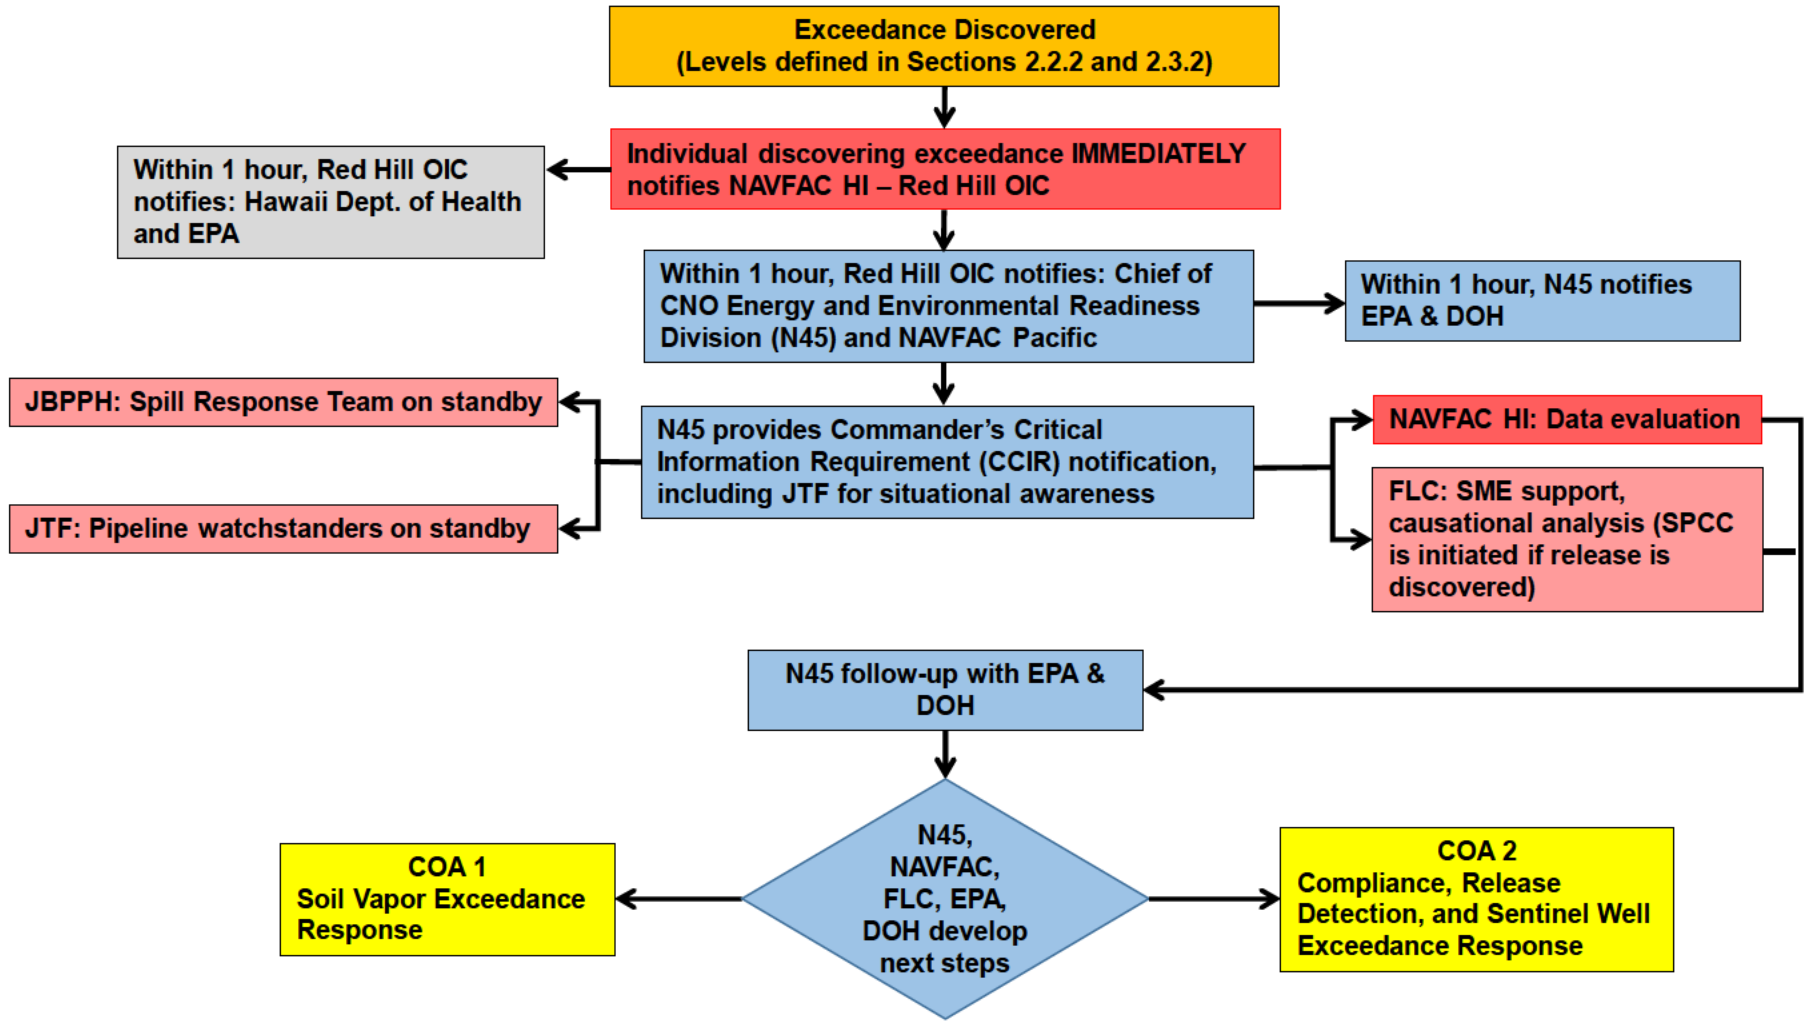 Exceedance Discovered
(Levels defined in Sections 2.2.2 and 2.3.2)
Individual discovering exceedance IMMEDIATELY
notifies NAVFAC HI – Red Hill OIC
Within 1 hour, Red Hill OIC
notifies: Hawaii Dept. of Health
and EPA
Within 1 hour, Red Hill OIC notifies: Chief of
CNO Energy and Environmental Readiness
Division (N45) and NAVFAC Pacific
Within 1 hour, N45 notifies
EPA & DOH
JBPPH: Spill Response Team on standby
JTF: Pipeline watchstanders on standby
N45 provides Commander’s Critical
Information Requirement (CCIR) notification,
including JTF for situational awareness
NAVFAC HI: Data evaluation
FLC: SME support,
causational analysis (SPCC
is initiated if release is
discovered)
N45 follow-up with EPA &
DOH
N45,
NAVFAC,
FLC, EPA,
DOH develop
next steps
COA 1
Soil Vapor Exceedance
Response
COA 2
Compliance, Release
Detection, and Sentinel Well
Exceedance Response